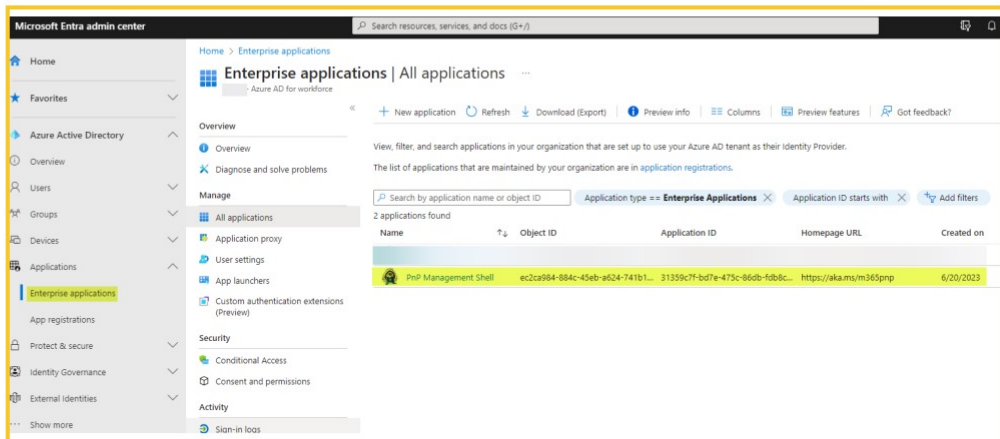 Microsoft Entra admin center
Search resources, services, and docs (G+/)
Home
Favorites
Azure Active Directory
Overview
Users
Groups
Devices
Applications
Enterprise applications
App registrations
Protect & secure
Identity Governance
External Identities
Show more
Home > Enterprise applications
Enterprise applications | All applications ...
- Azure AD for workforce
Overview
Overview
Diagnose and solve problems
Manage
All applications
Application proxy
User settings
App launchers
Custom authentication extensions
(Preview)
Security
Conditional Access
Consent and permissions
Activity
Sign-in logs
+ New application Refresh Download (Export) Preview info Columns Preview features Got feedback?
View, filter, and search applications in your organization that are set up to use your Azure AD tenant as their Identity Provider.
The list of applications that are maintained by your organization are in application registrations.
Search by application name or object ID Application type == Enterprise Applications Application ID starts with Add filters
2 applications found
Name Object ID Application ID Homepage URL Created on
PnP Management Shell ec2ca984-884c-45eb-a624-741b1... 31359c7f-bd7e-475c-86db-fdb8c... https://aka.ms/m365pnp 6/20/2023